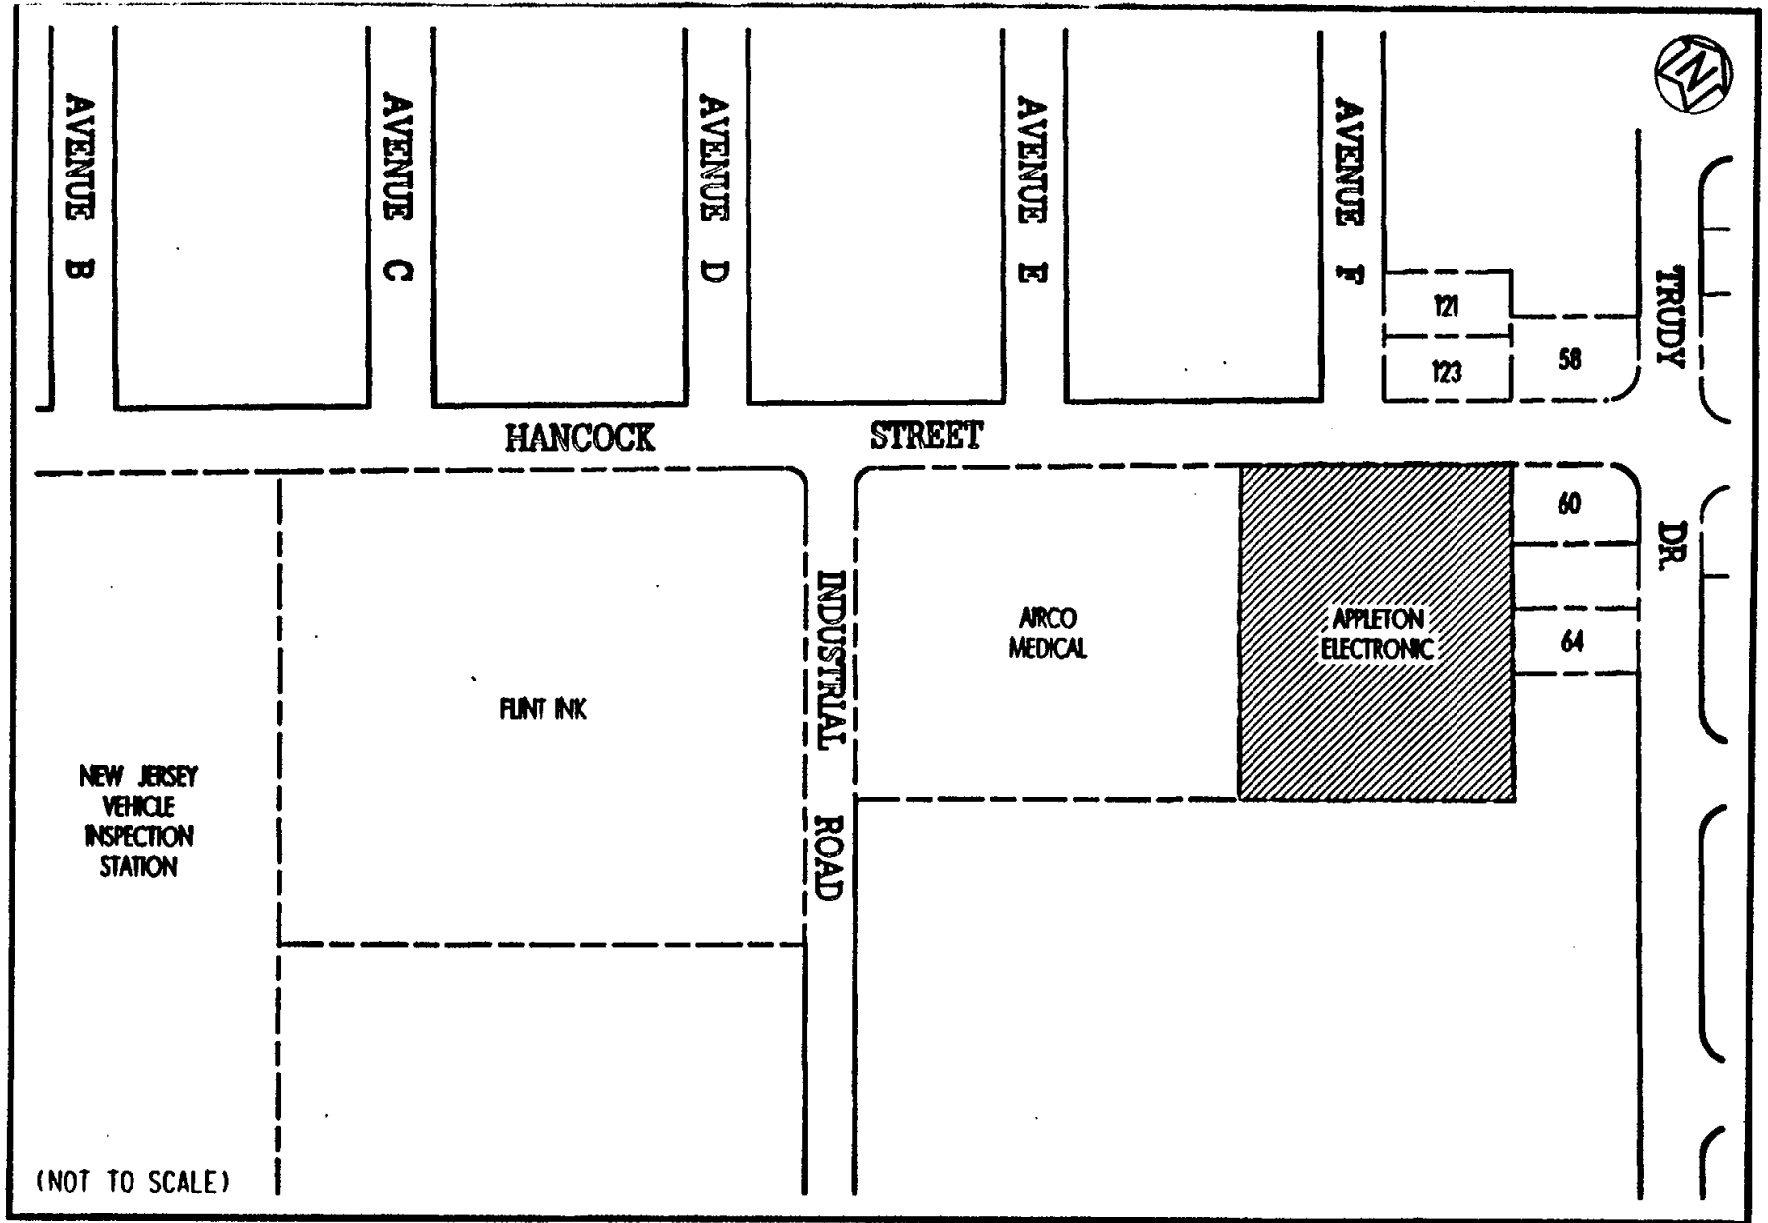 N
AVENUE B
AVENUE C
AVENUE D
AVENUE E
AVENUE F
TRUDY DR.
121
123
58
HANCOCK STREET
60
64
INDUSTRIAL ROAD
AIRCO
MEDICAL
APPLETON
ELECTRONIC
FLINT INK
NEW JERSEY
VEHICLE
INSPECTION
STATION
(NOT TO SCALE)